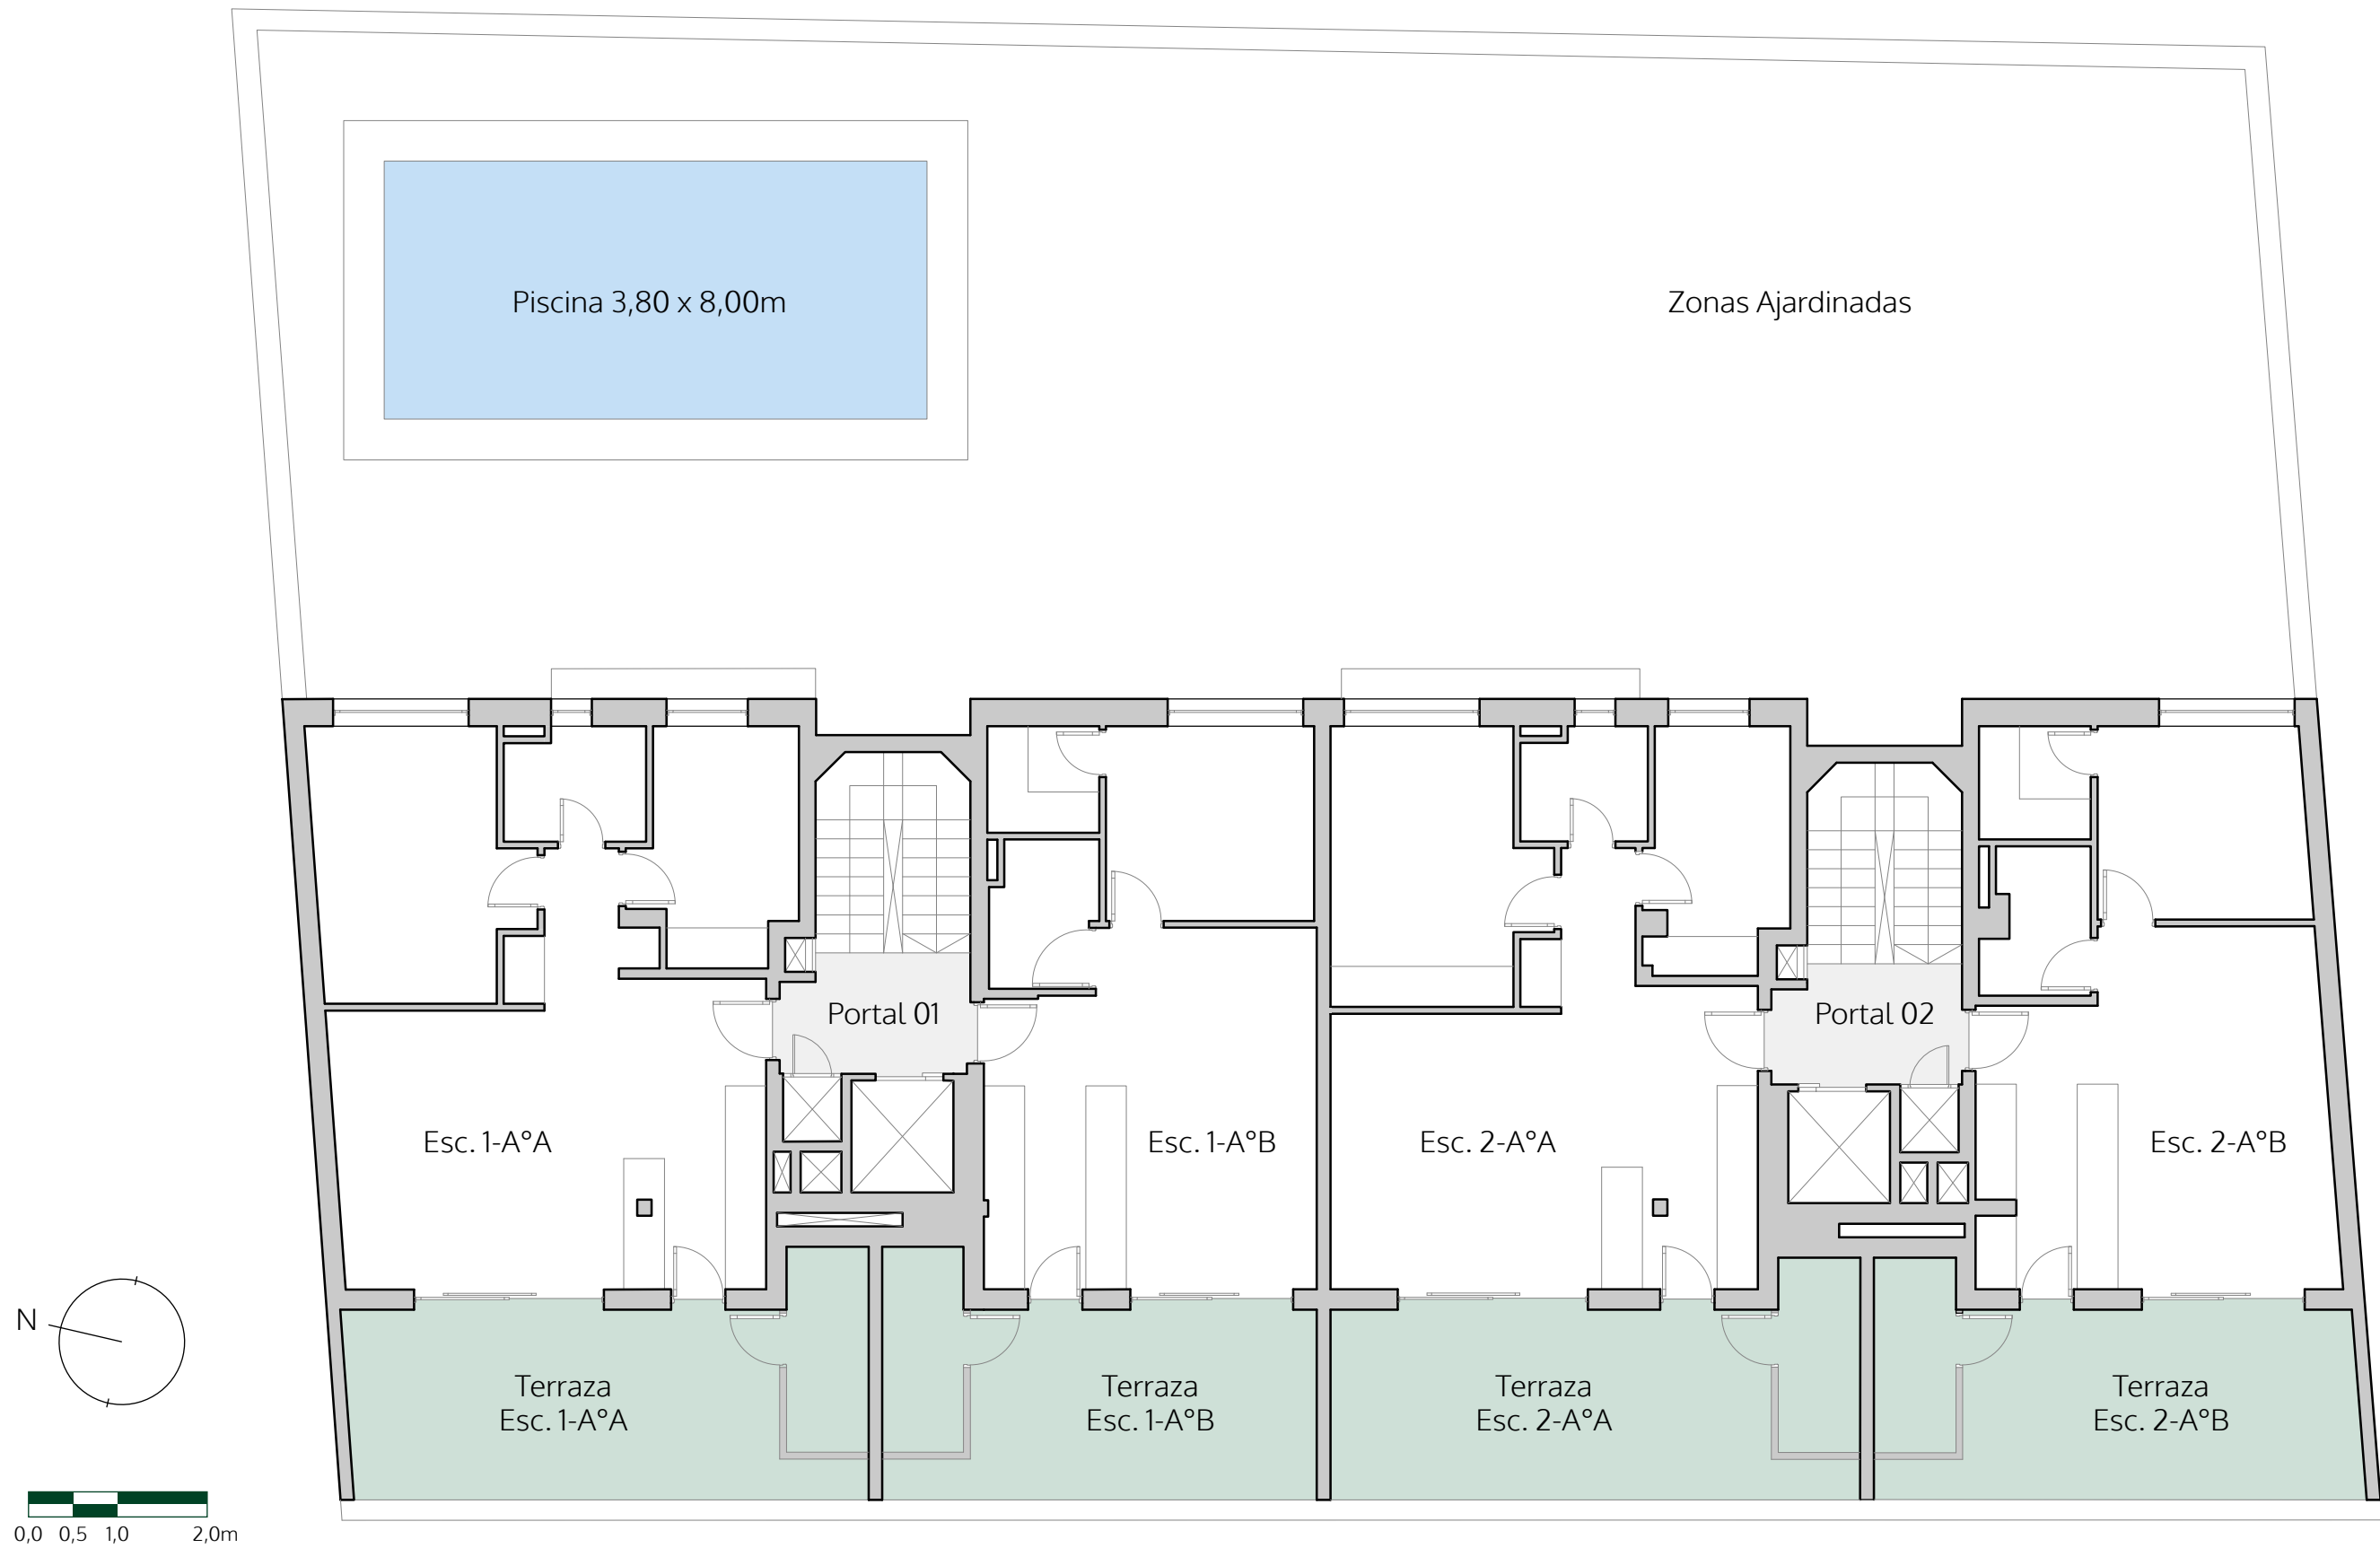 Piscina 3,80 x 8,00m
Zonas Ajardinadas
Portal 01
Portal 02
Esc. 1-A°A
Esc. 1-A°B
Esc. 2-A°A
Esc. 2-A°B
N
Terraza
Esc. 1-A°A
Terraza
Esc. 1-A°B
Terraza
Esc. 2-A°A
Terraza
Esc. 2-A°B
0,0 0,5 1,0 2,0m